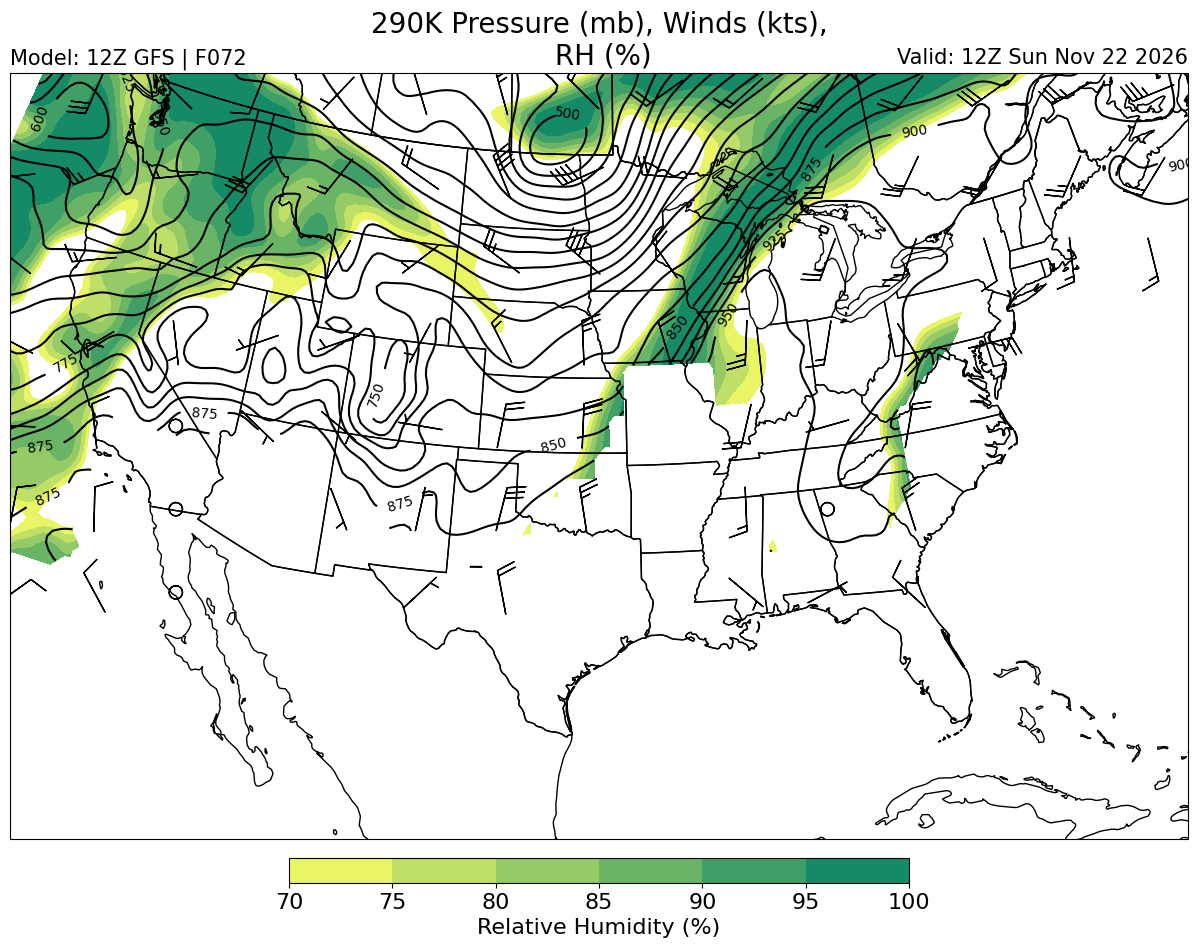 290K Pressure (mb), Winds (kts),
RH (%)
Model: 12Z GFS | F072
Valid: 12Z Sun Nov 22 2026
600
500
900
900
875
925
950
850
775
750
875
875
850
875
875
70 75 80 85 90 95 100
Relative Humidity (%)